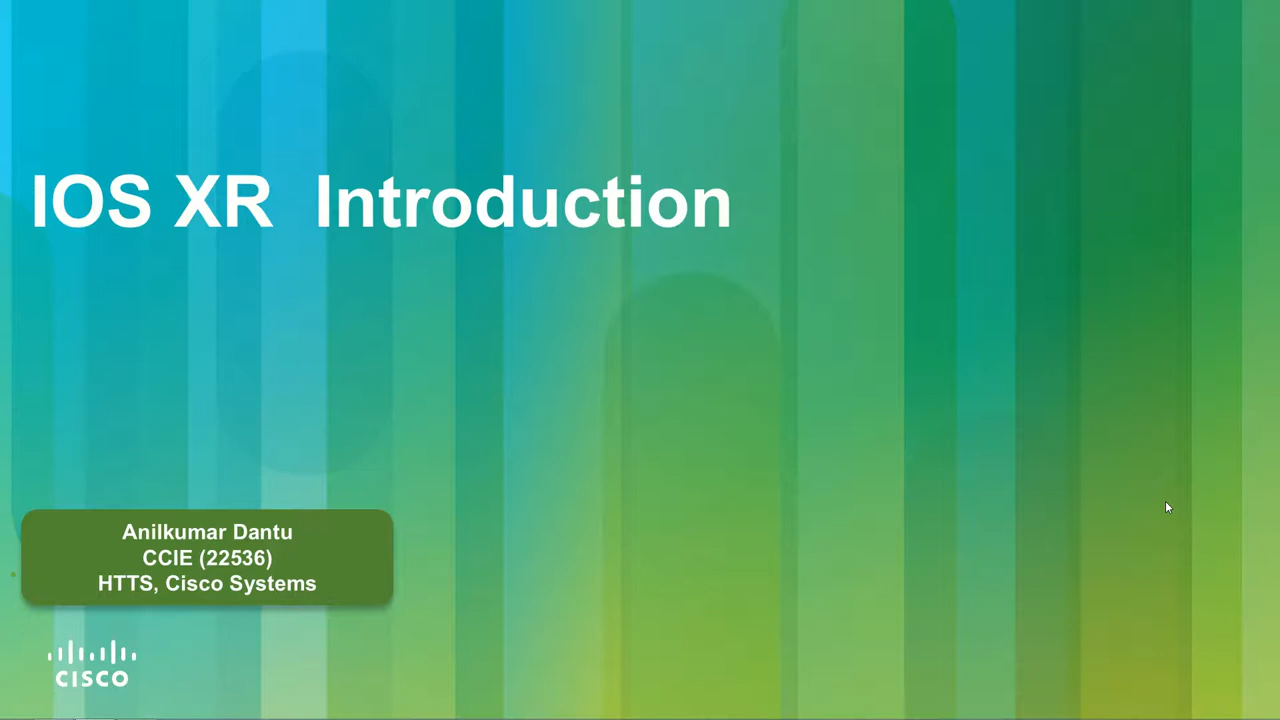 IOS XR  Introduction
Anilkumar Dantu
CCIE (22536)
HTTS, Cisco Systems
CISCO